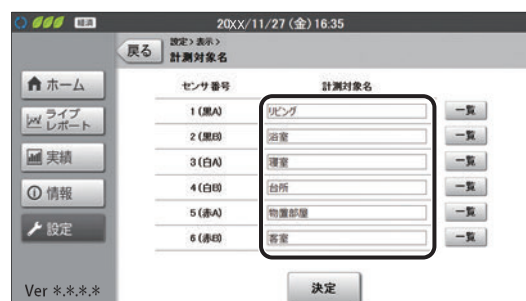 経済
20XX/11/27 (金) 16:35
戻る
設定＞表示＞
計測対象名
ホーム
ライブ
レポート
実績
情報
設定
Ver *.*.*.*
センサ番号 計測対象名
1 (黒A) リビング 一覧
2 (黒B) 浴室 一覧
3 (白A) 寝室 一覧
4 (白B) 台所 一覧
5 (赤A) 物置部屋 一覧
6 (赤B) 客室 一覧
決定